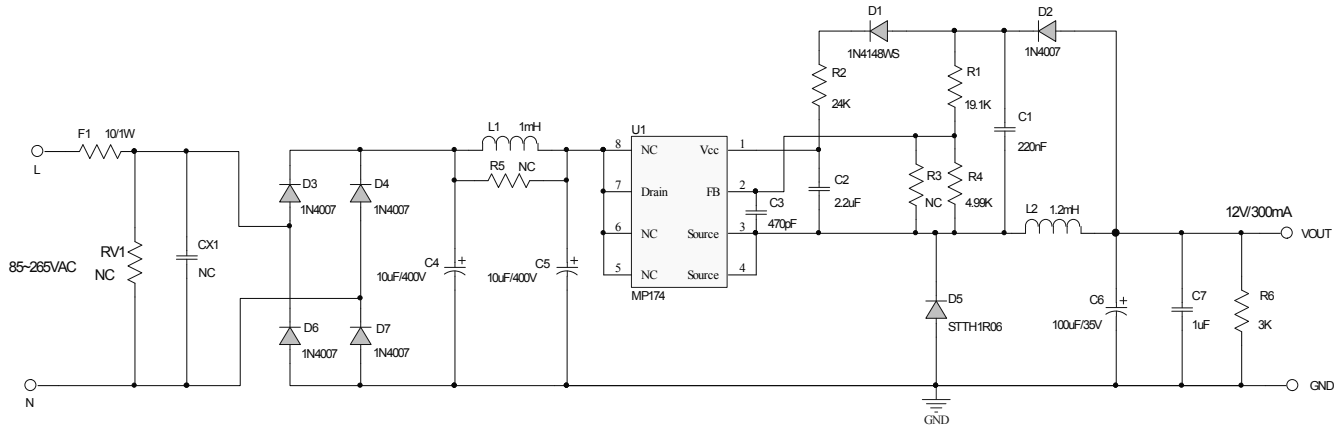 D1
1N4148WS
D2
1N4007
R2
24K
R1
19.1K
C1
220nF
F1 10/1W
L
L1 1mH
R5 NC
U1
8 NC Vcc 1
7 Drain FB 2
6 NC Source 3
5 NC Source 4
MP174
C2
2.2uF
C3
470pF
R3
NC
R4
4.99K
L2 1.2mH
12V/300mA
VOUT
D3
1N4007
D4
1N4007
85~265VAC
RV1
NC
CX1
NC
C4
10uF/400V
C5
10uF/400V
D5
STTH1R06
C6
100uF/35V
C7
1uF
R6
3K
D6
1N4007
D7
1N4007
N
GND
GND